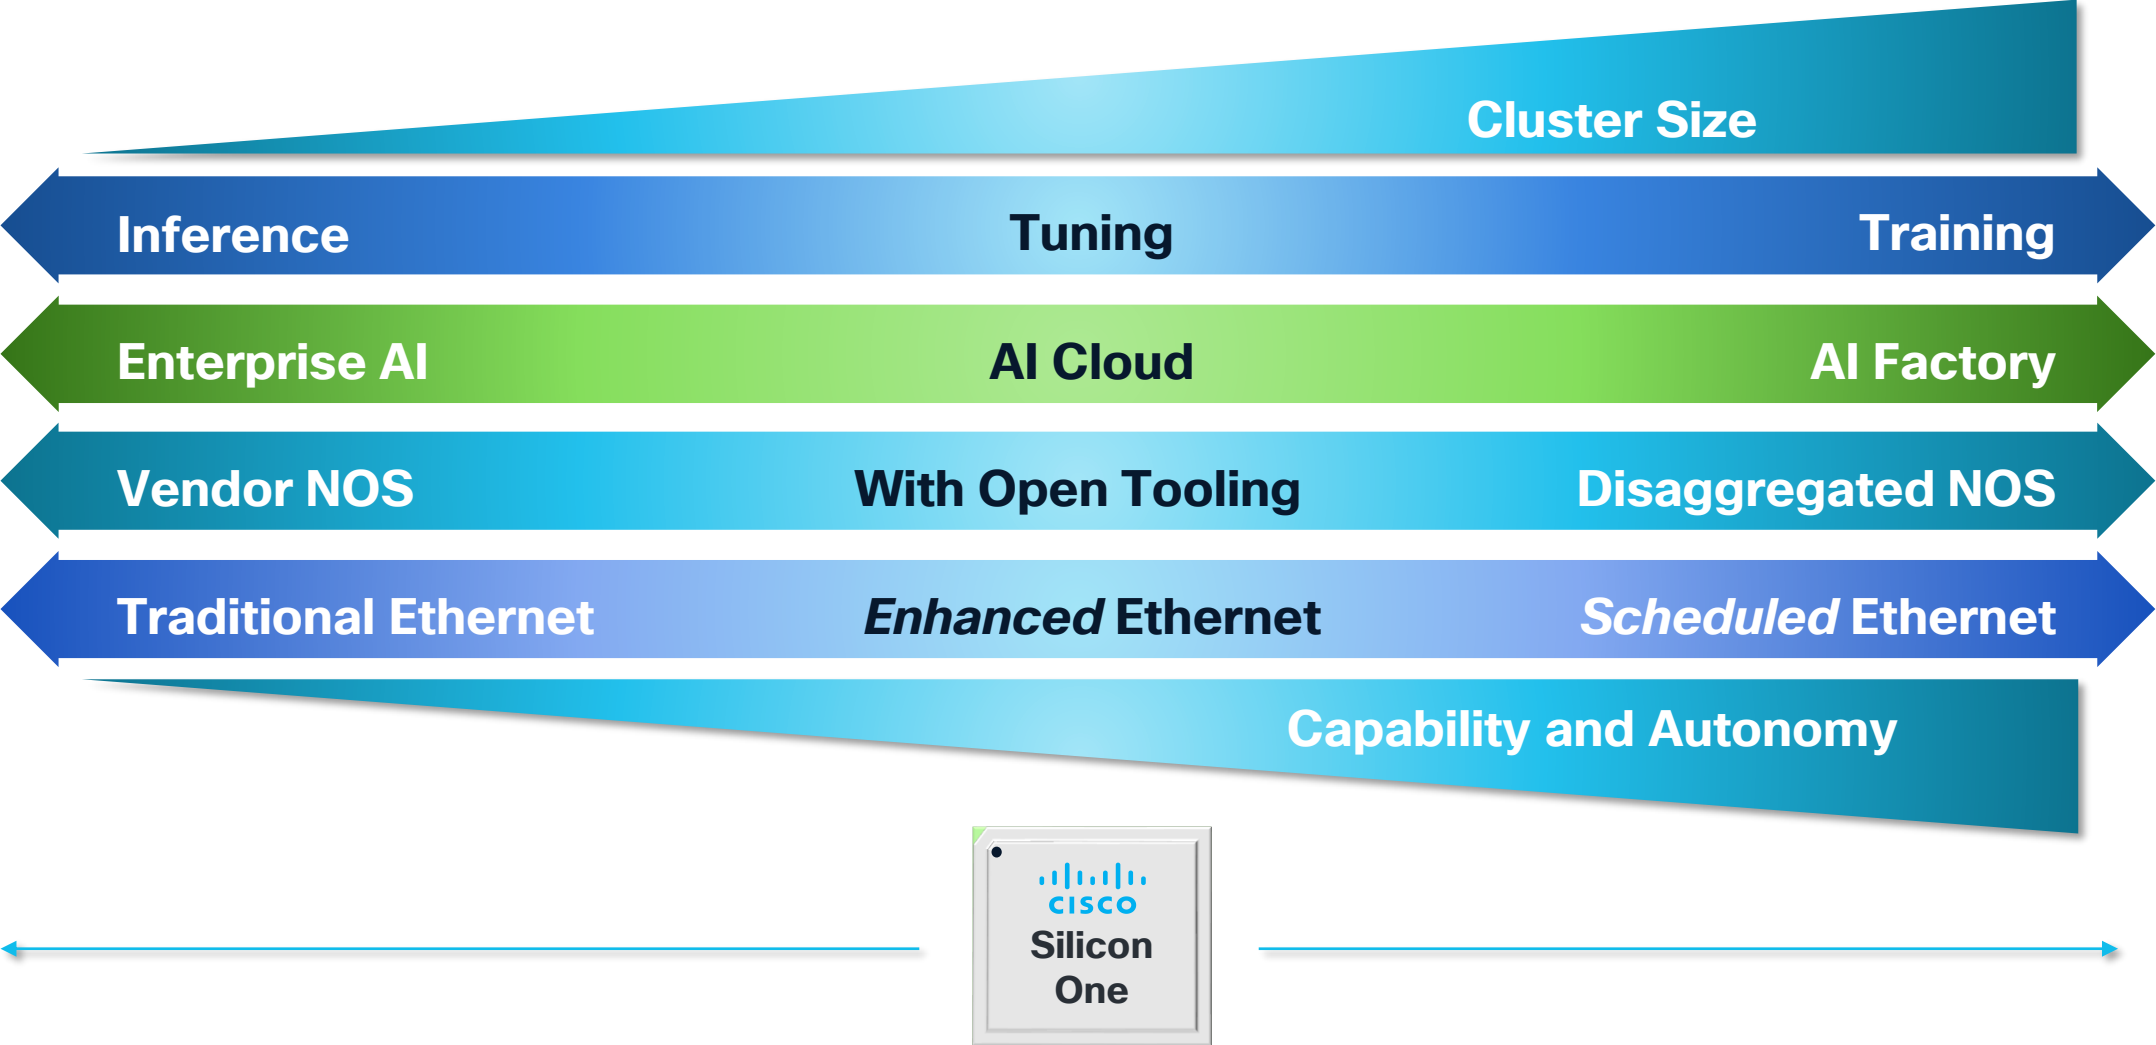 Cluster Size
Inference Tuning Training
Enterprise AI AI Cloud AI Factory
Vendor NOS With Open Tooling Disaggregated NOS
Traditional Ethernet Enhanced Ethernet Scheduled Ethernet
Capability and Autonomy
CISCO
Silicon
One